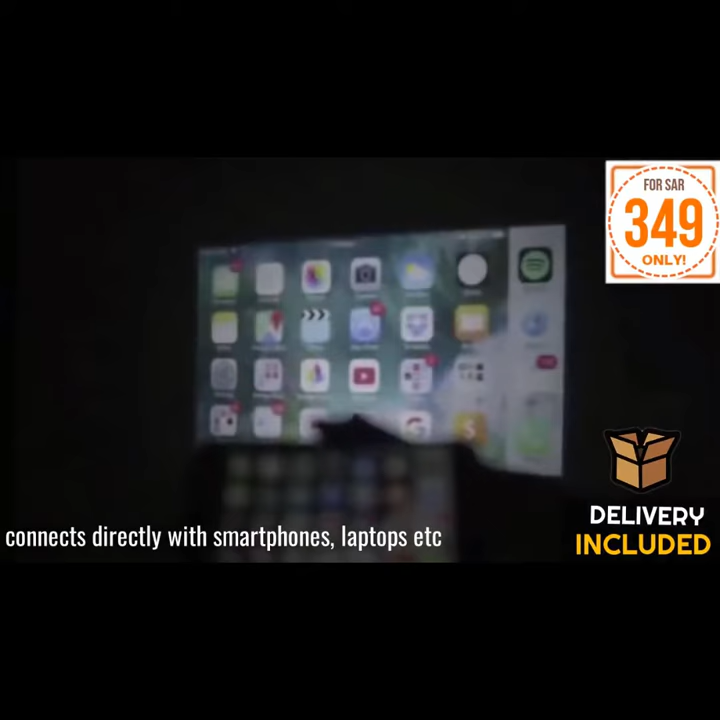 FOR SAR
349
ONLY!
connects directly with smartphones, laptops etc
DELIVERY
INCLUDED